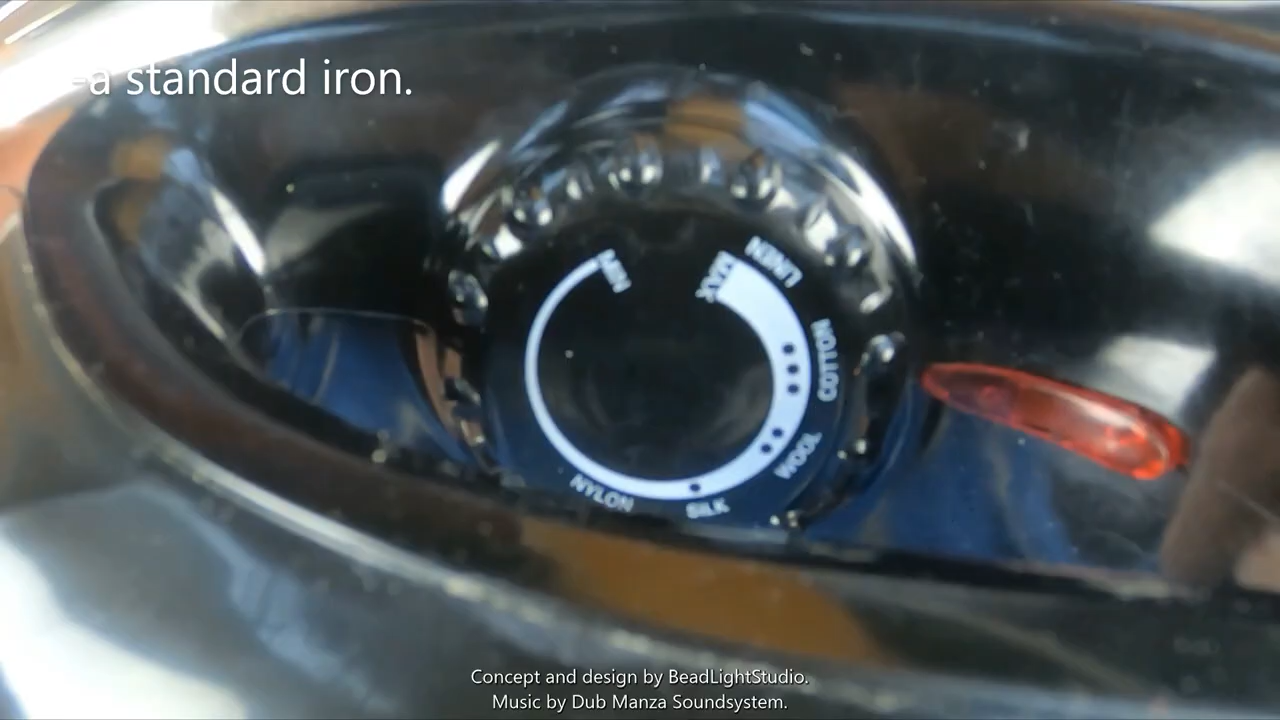 -a standard iron.
MIN
MAX
LINEN
COTTON
WOOL
SILK
NYLON
Concept and design by BeadLightStudio.
Music by Dub Manza Soundsystem.